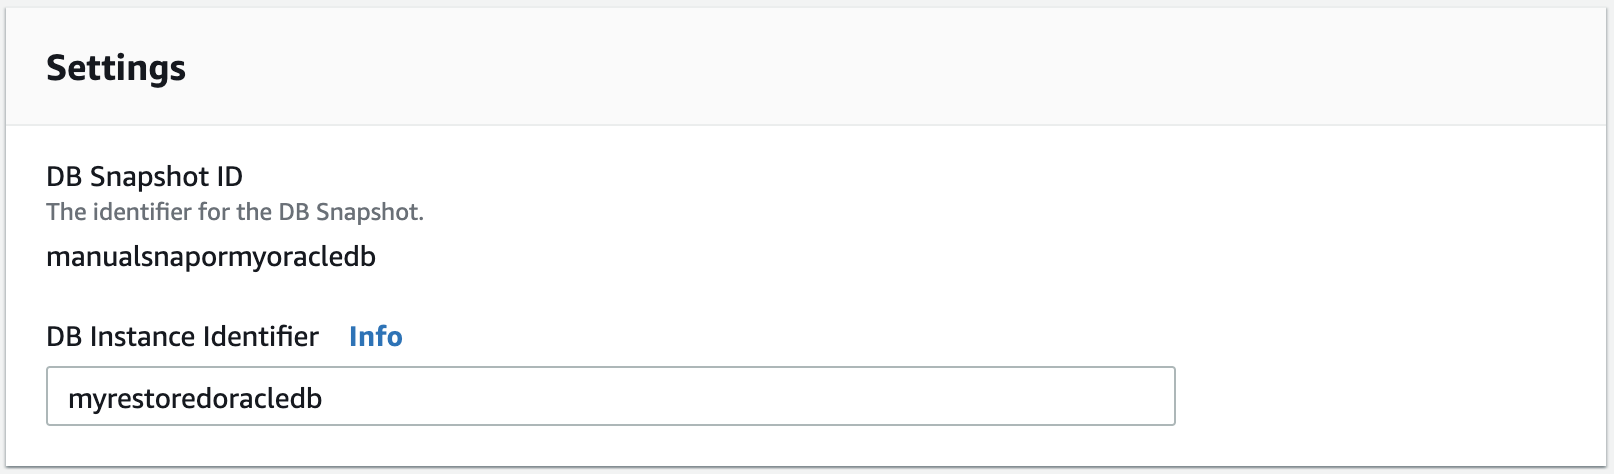 Settings
DB Snapshot ID
The identifier for the DB Snapshot.
manualsnapormyoracledb
DB Instance Identifier Info
myrestoredoracledb